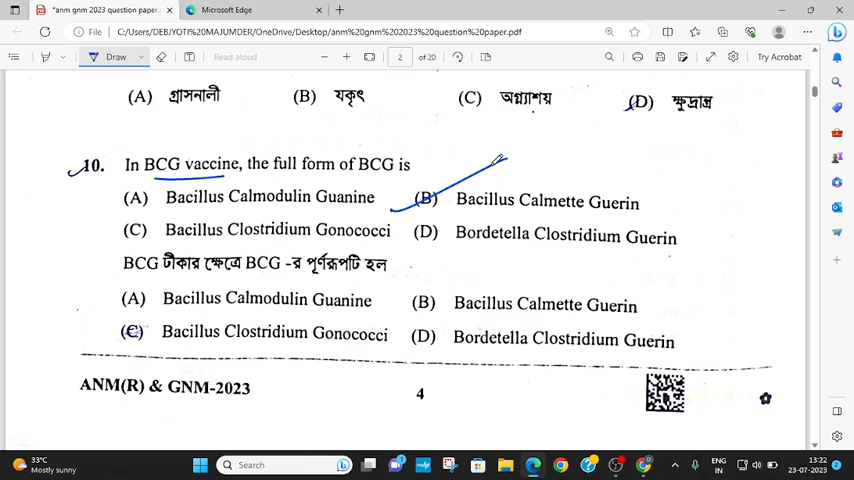 *anm gnm 2023 question paper.p
Microsoft Edge
File
C:/Users/DEBJYOTI%20MAJUMDER/OneDrive/Desktop/anm%20gnm%202023%20question%20paper.pdf
Draw
Read aloud
2
of 20
Try Acrobat
(A) গ্রাসনালী (B) যকৃৎ (C) অগ্ন্যাশয় (D) ক্ষুদ্রান্ত্র
10. In BCG vaccine, the full form of BCG is
(A) Bacillus Calmodulin Guanine (B) Bacillus Calmette Guerin
(C) Bacillus Clostridium Gonococci (D) Bordetella Clostridium Guerin
BCG টীকার ক্ষেত্রে BCG -র পূর্ণরূপটি হল
(A) Bacillus Calmodulin Guanine (B) Bacillus Calmette Guerin
(C) Bacillus Clostridium Gonococci (D) Bordetella Clostridium Guerin
ANM(R) & GNM-2023 4
33°C
Mostly sunny
Search
ENG
IN
13:22
23-07-2023